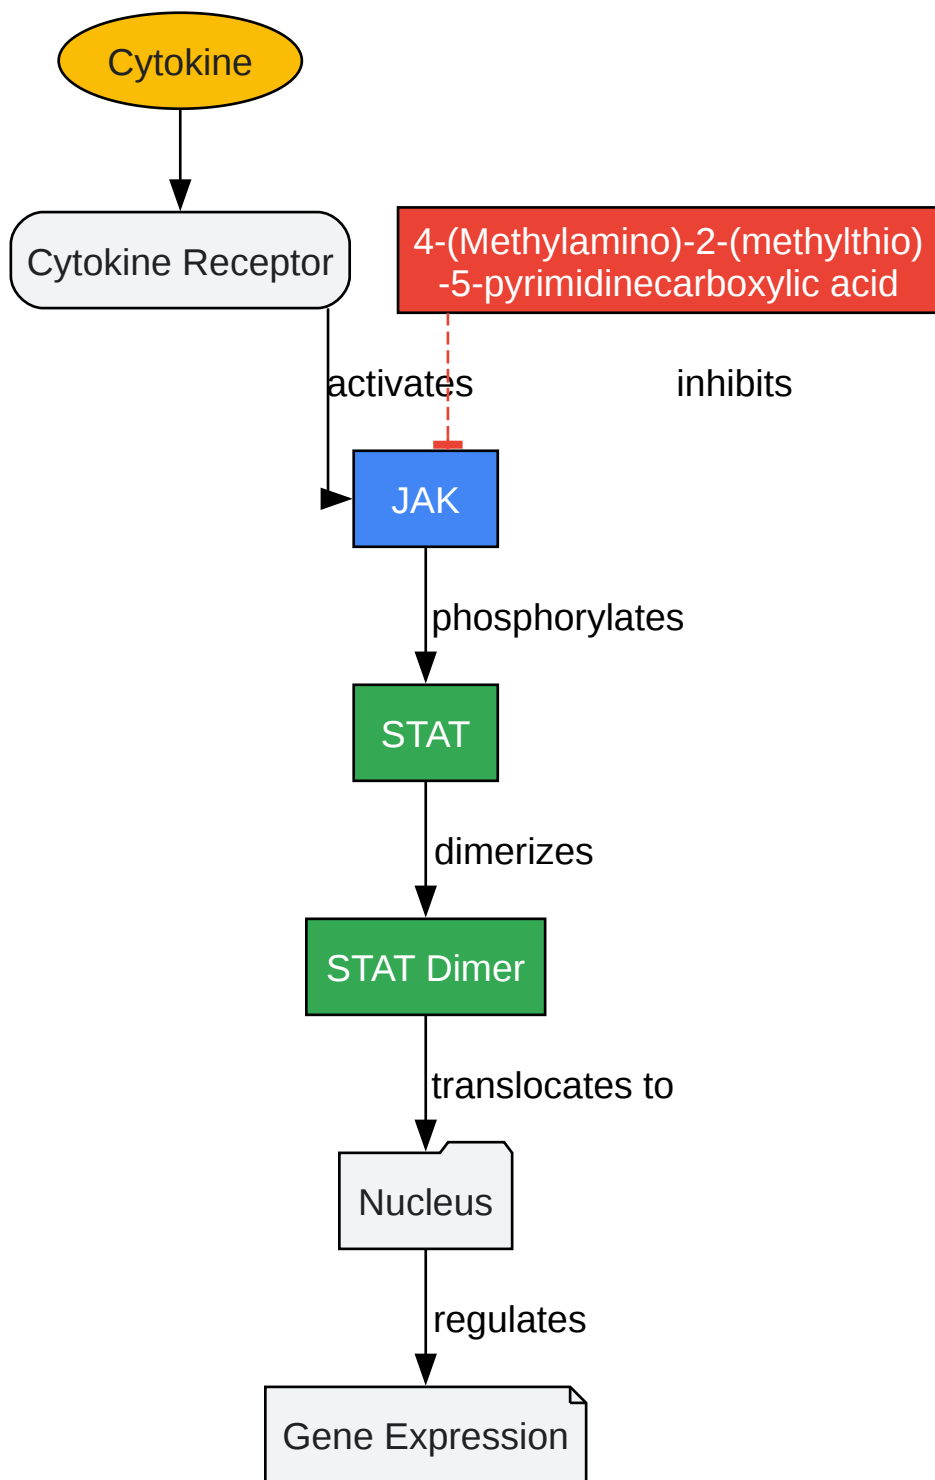 Cytokine
Cytokine Receptor
4-(Methylamino)-2-(methylthio)
-5-pyrimidinecarboxylic acid
activates
inhibits
JAK
phosphorylates
STAT
dimerizes
STAT Dimer
translocates to
Nucleus
regulates
Gene Expression